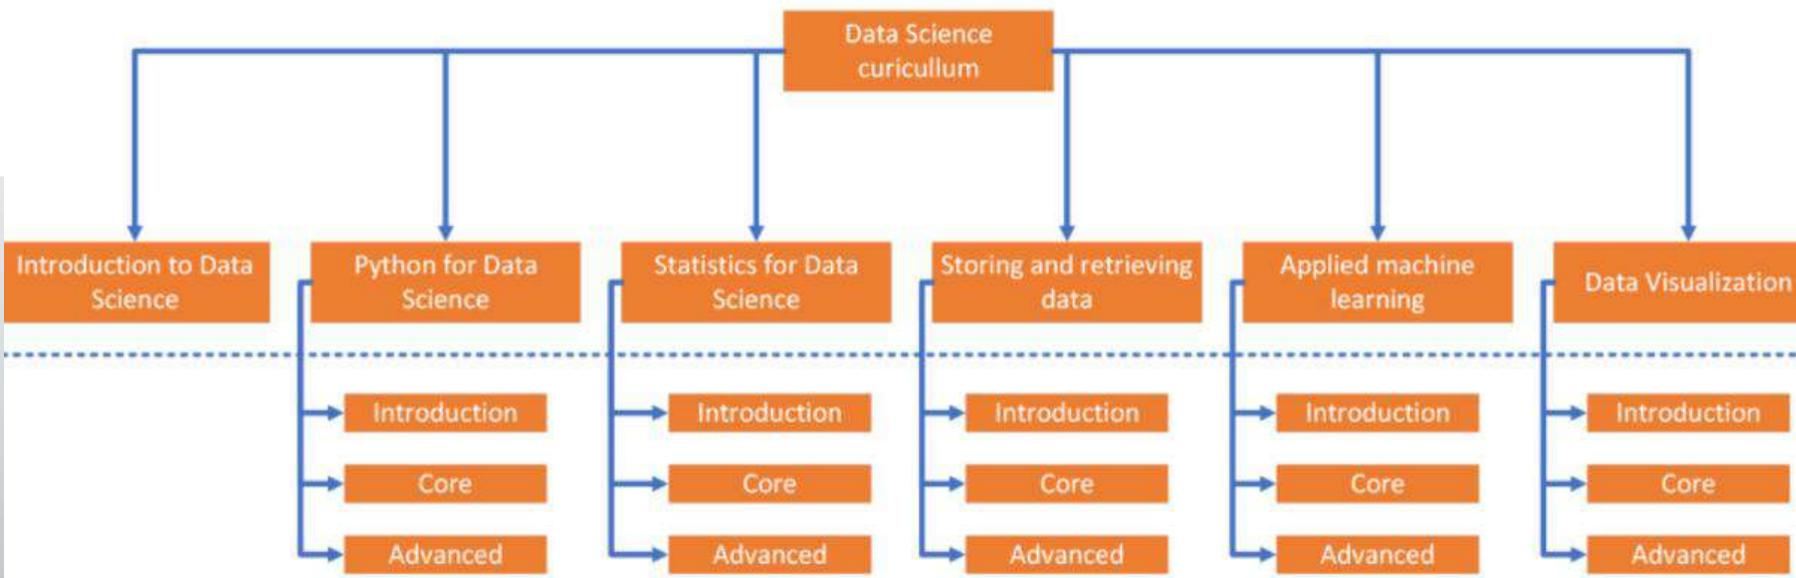 Data Science
curicullum
Introduction to Data
Science
Python for Data
Science
Statistics for Data
Science
Storing and retrieving
data
Applied machine
learning
Data Visualization
Introduction
Introduction
Introduction
Introduction
Introduction
Core
Core
Core
Core
Core
Advanced
Advanced
Advanced
Advanced
Advanced